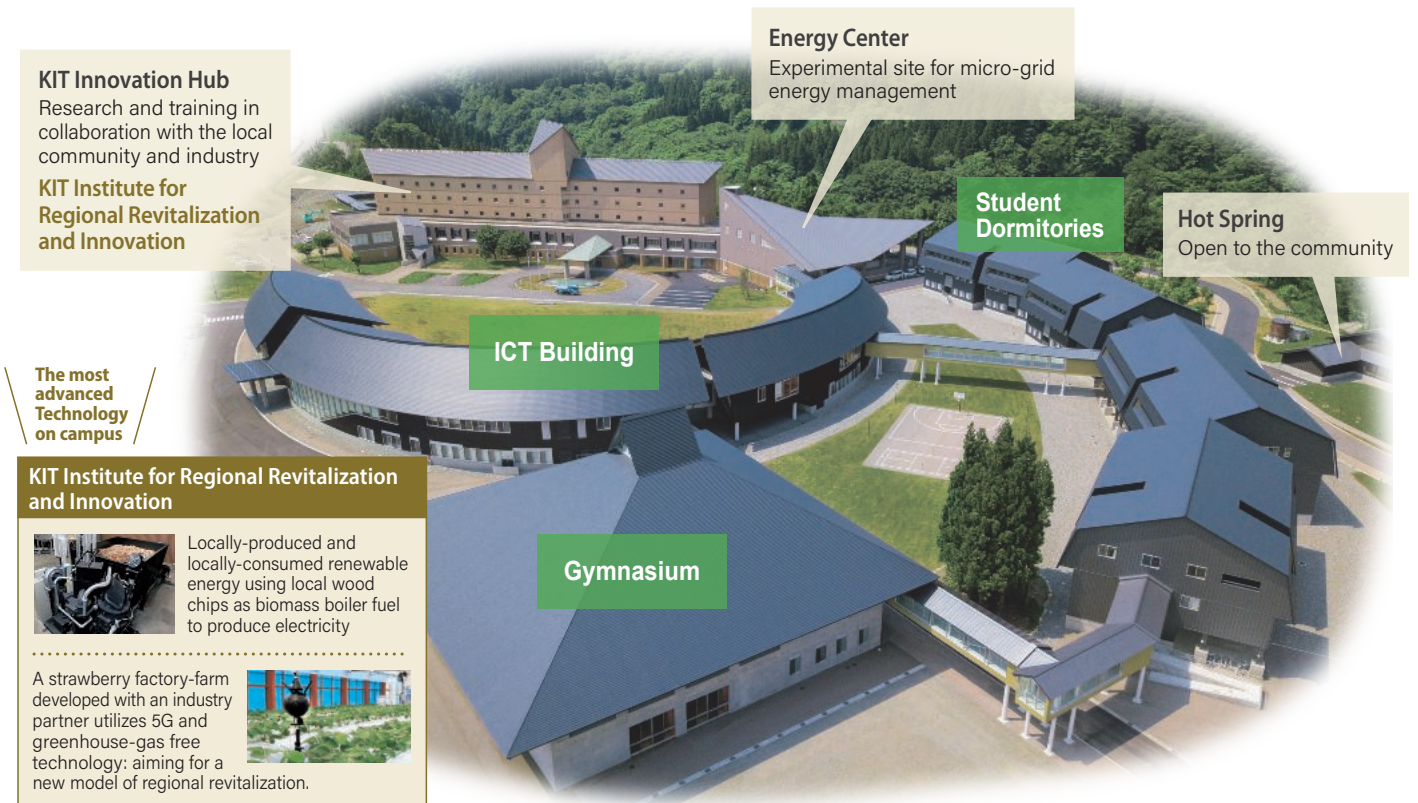 KIT Innovation Hub
Research and training in
collaboration with the local
community and industry
KIT Institute for
Regional Revitalization
and Innovation
Energy Center
Experimental site for micro-grid
energy management
Student
Dormitories
Hot Spring
Open to the community
ICT Building
Gymnasium
The most
advanced
Technology
on campus
KIT Institute for Regional Revitalization
and Innovation
Locally-produced and
locally-consumed renewable
energy using local wood
chips as biomass boiler fuel
to produce electricity
A strawberry factory-farm
developed with an industry
partner utilizes 5G and
greenhouse-gas free
technology: aiming for a
new model of regional revitalization.